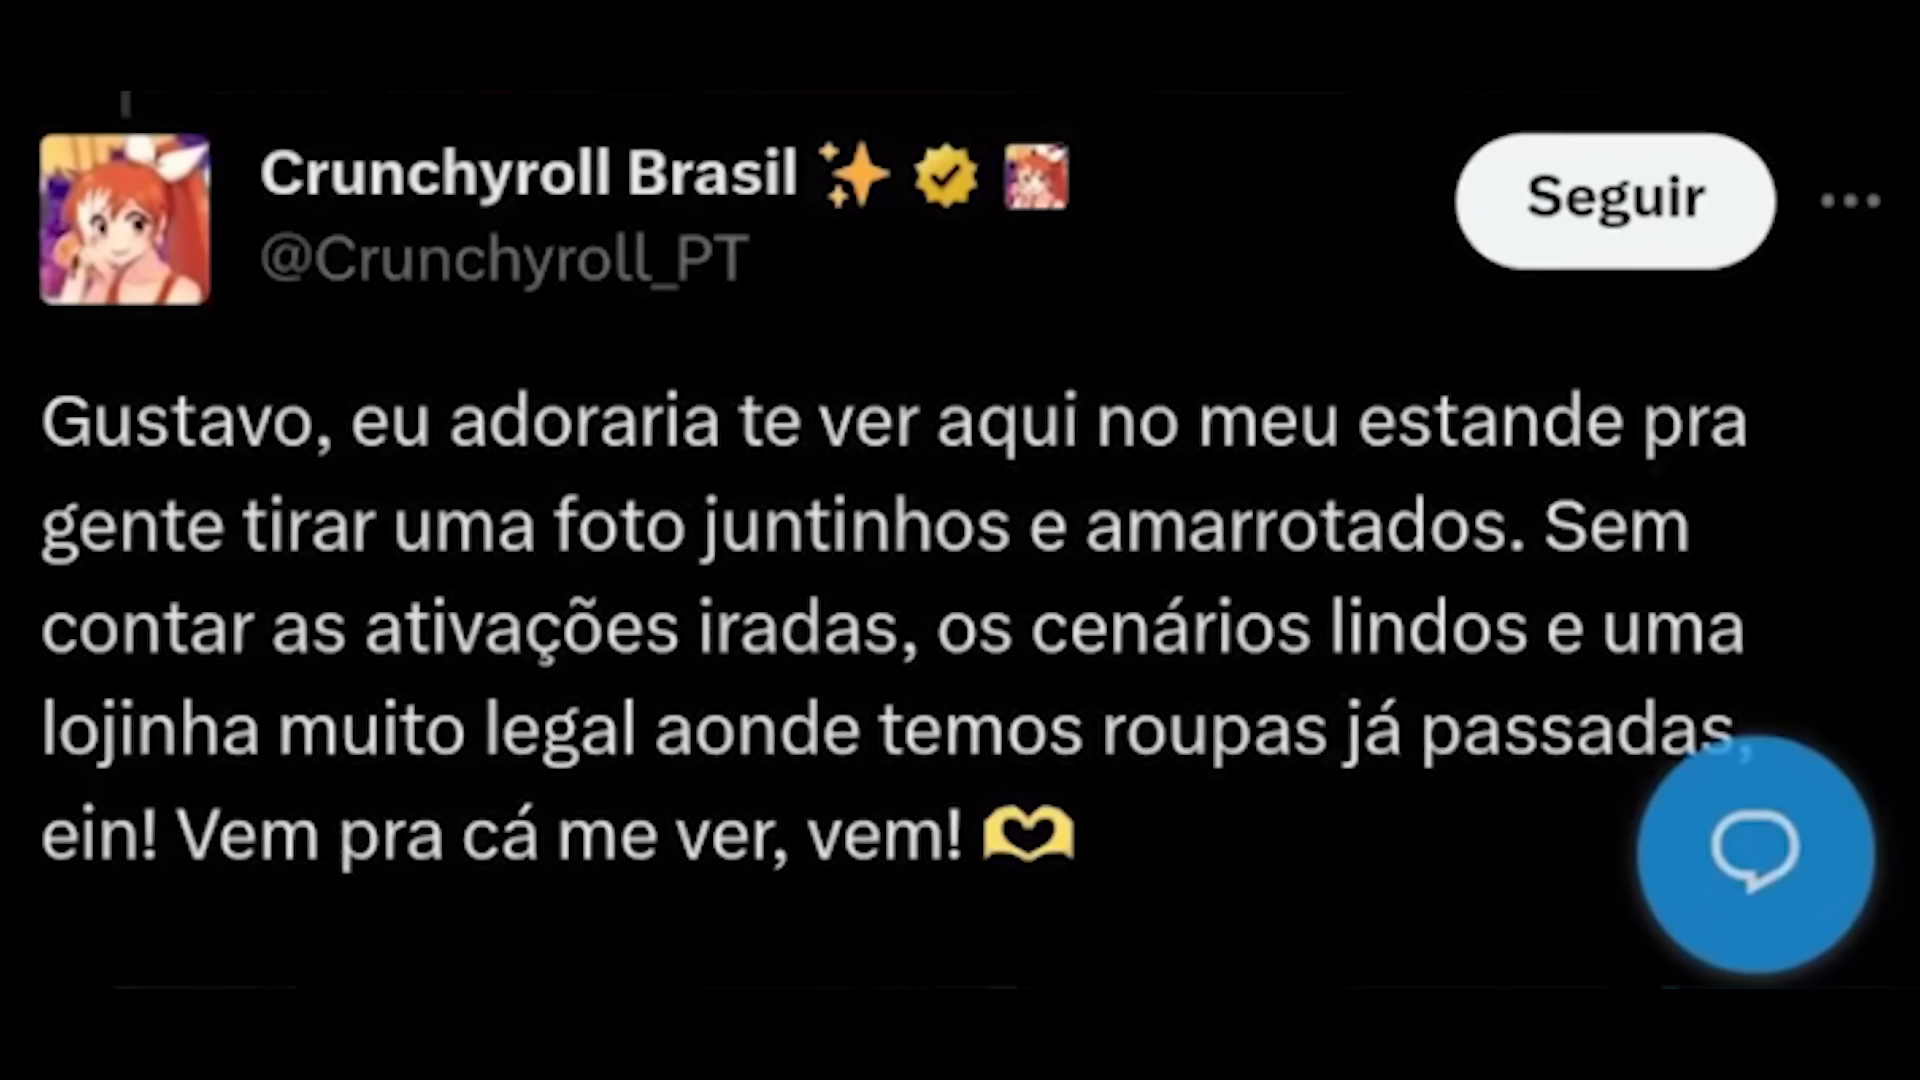 Crunchyroll Brasil ✨
@Crunchyroll_PT
Seguir
Gustavo, eu adoraria te ver aqui no meu estande pra
gente tirar uma foto juntinhos e amarrotados. Sem
contar as ativações iradas, os cenários lindos e uma
lojinha muito legal aonde temos roupas já passadas,
ein! Vem pra cá me ver, vem! 🫶